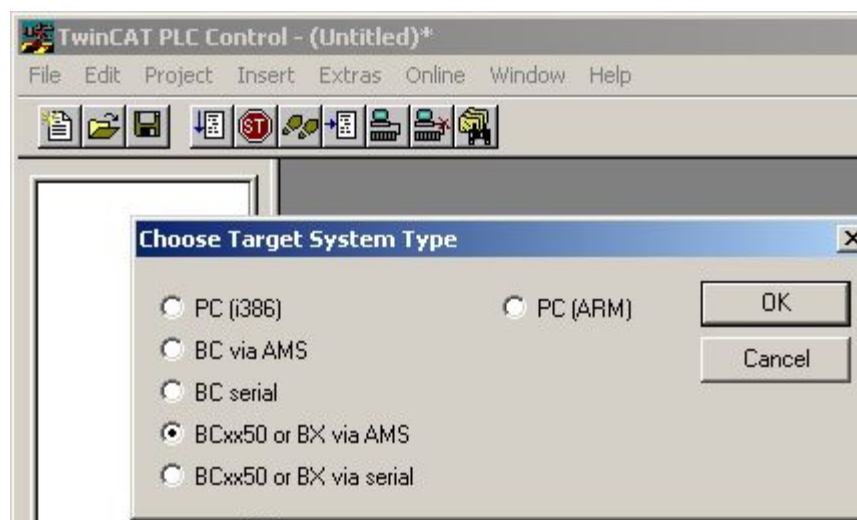 TwinCAT PLC Control - (Untitled)*
File Edit Project Insert Extras Online Window Help
ST
Choose Target System Type
PC (i386)
PC (ARM)
OK
BC via AMS
Cancel
BC serial
BCxx50 or BX via AMS
BCxx50 or BX via serial